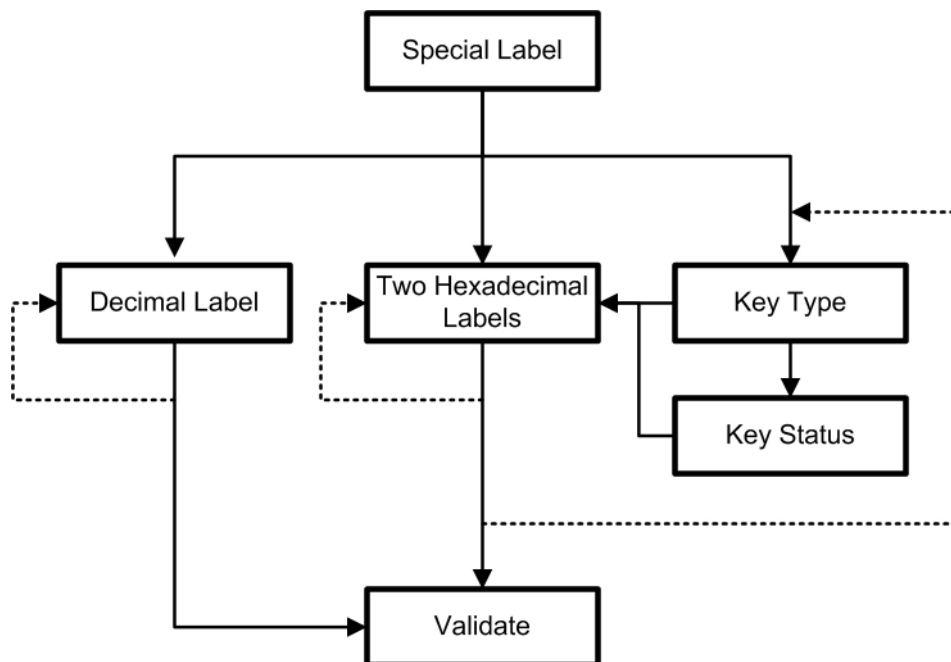 Special Label
Decimal Label
Two Hexadecimal
Labels
Key Type
Key Status
Validate